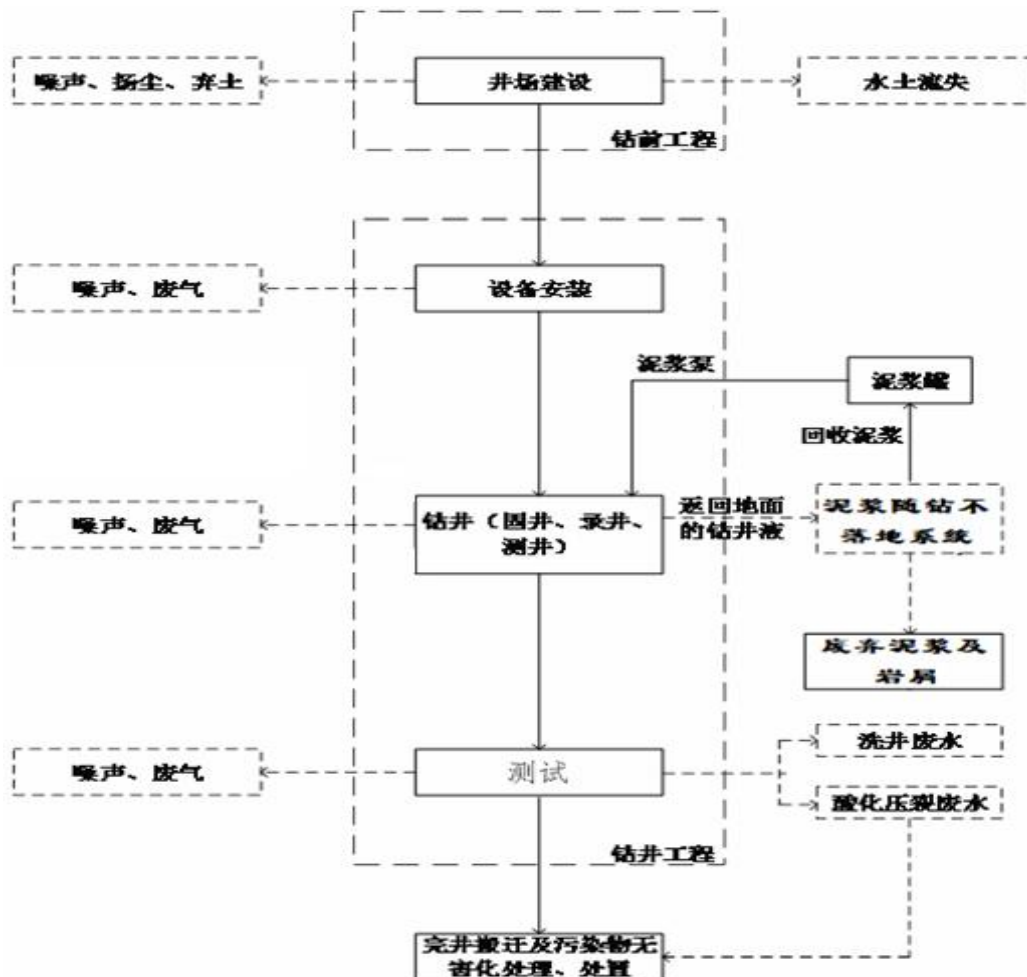 噪声、扬尘、弃土
井场建设
水土流失
钻前工程
噪声、废气
设备安装
泥浆泵
泥浆罐
回收泥浆
噪声、废气
钻井（固井、录井、
测井）
返回地面
的钻井液
泥浆随钻不
落地系统
废弃泥浆及
岩屑
噪声、废气
测试
洗井废水
酸化压裂废水
钻井工程
完井搬迁及污染物无
害化处理、处置